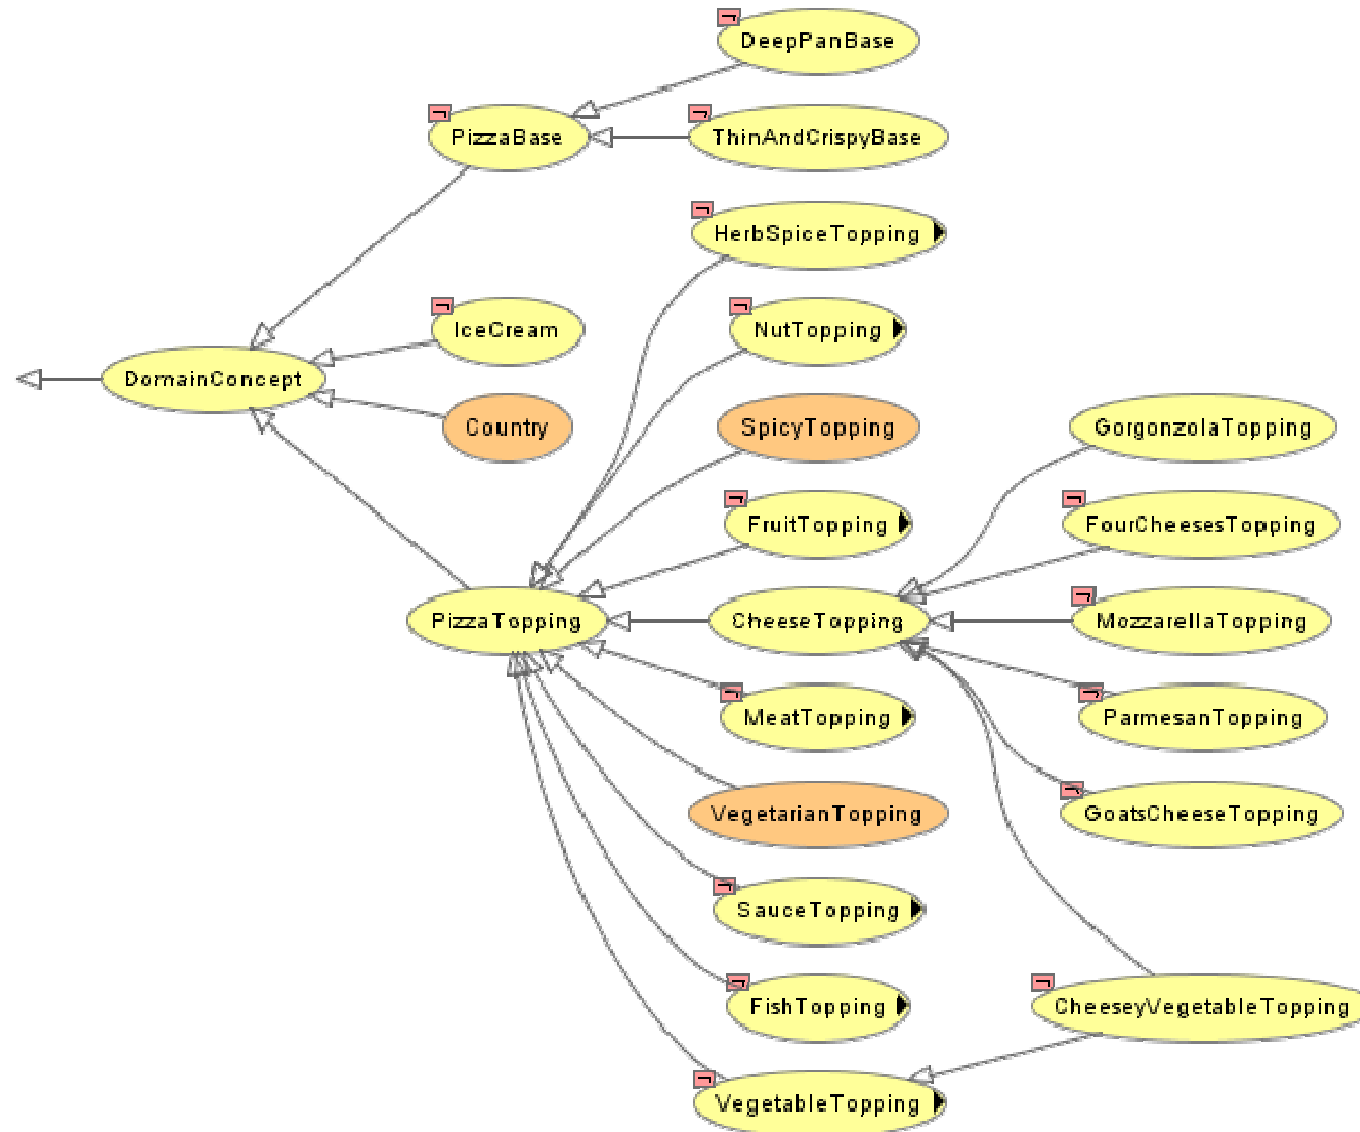 DeepPanBase
PizzaBase
ThinAndCrispyBase
HerbSpiceTopping
IceCream
NutTopping
DomainConcept
Country
SpicyTopping
GorgonzolaTopping
FruitTopping
FourCheesesTopping
PizzaTopping
CheeseTopping
MozzarellaTopping
MeatTopping
ParmesanTopping
VegetarianTopping
GoatsCheeseTopping
SauceTopping
FishTopping
CheeseyVegetableTopping
VegetableTopping